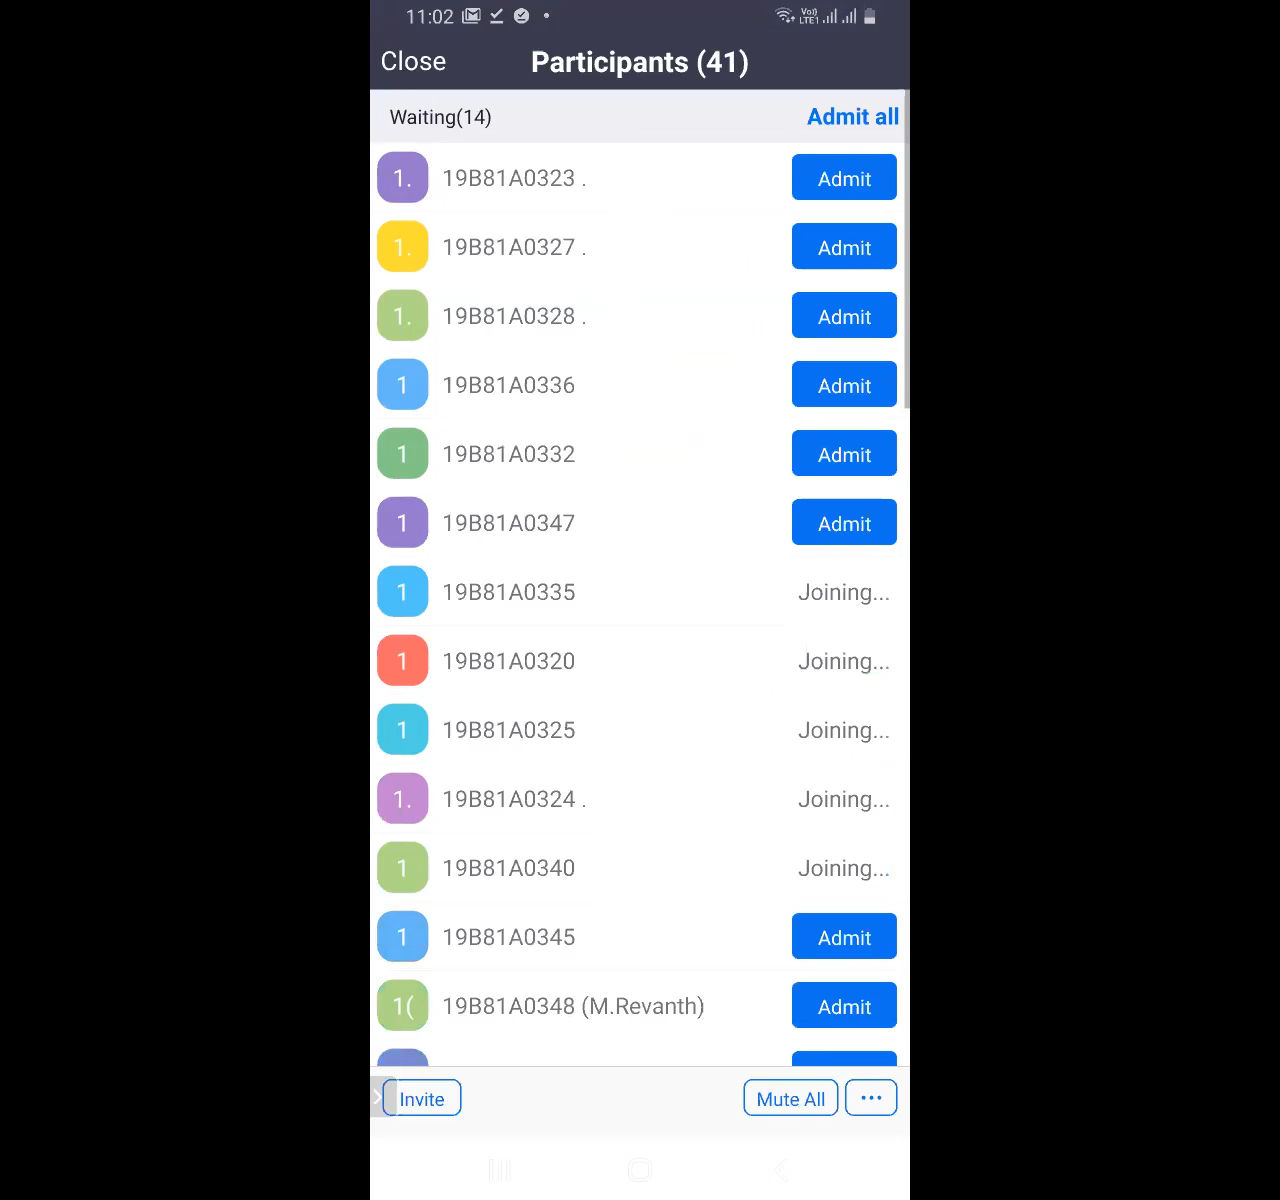 11:02 Vo) LTE1
Close Participants (41)
Waiting(14) Admit all
1. 19B81A0323 . Admit
1. 19B81A0327 . Admit
1. 19B81A0328 . Admit
1 19B81A0336 Admit
1 19B81A0332 Admit
1 19B81A0347 Admit
1 19B81A0335 Joining...
1 19B81A0320 Joining...
1 19B81A0325 Joining...
1. 19B81A0324 . Joining...
1 19B81A0340 Joining...
1 19B81A0345 Admit
1( 19B81A0348 (M.Revanth) Admit
Invite Mute All ...